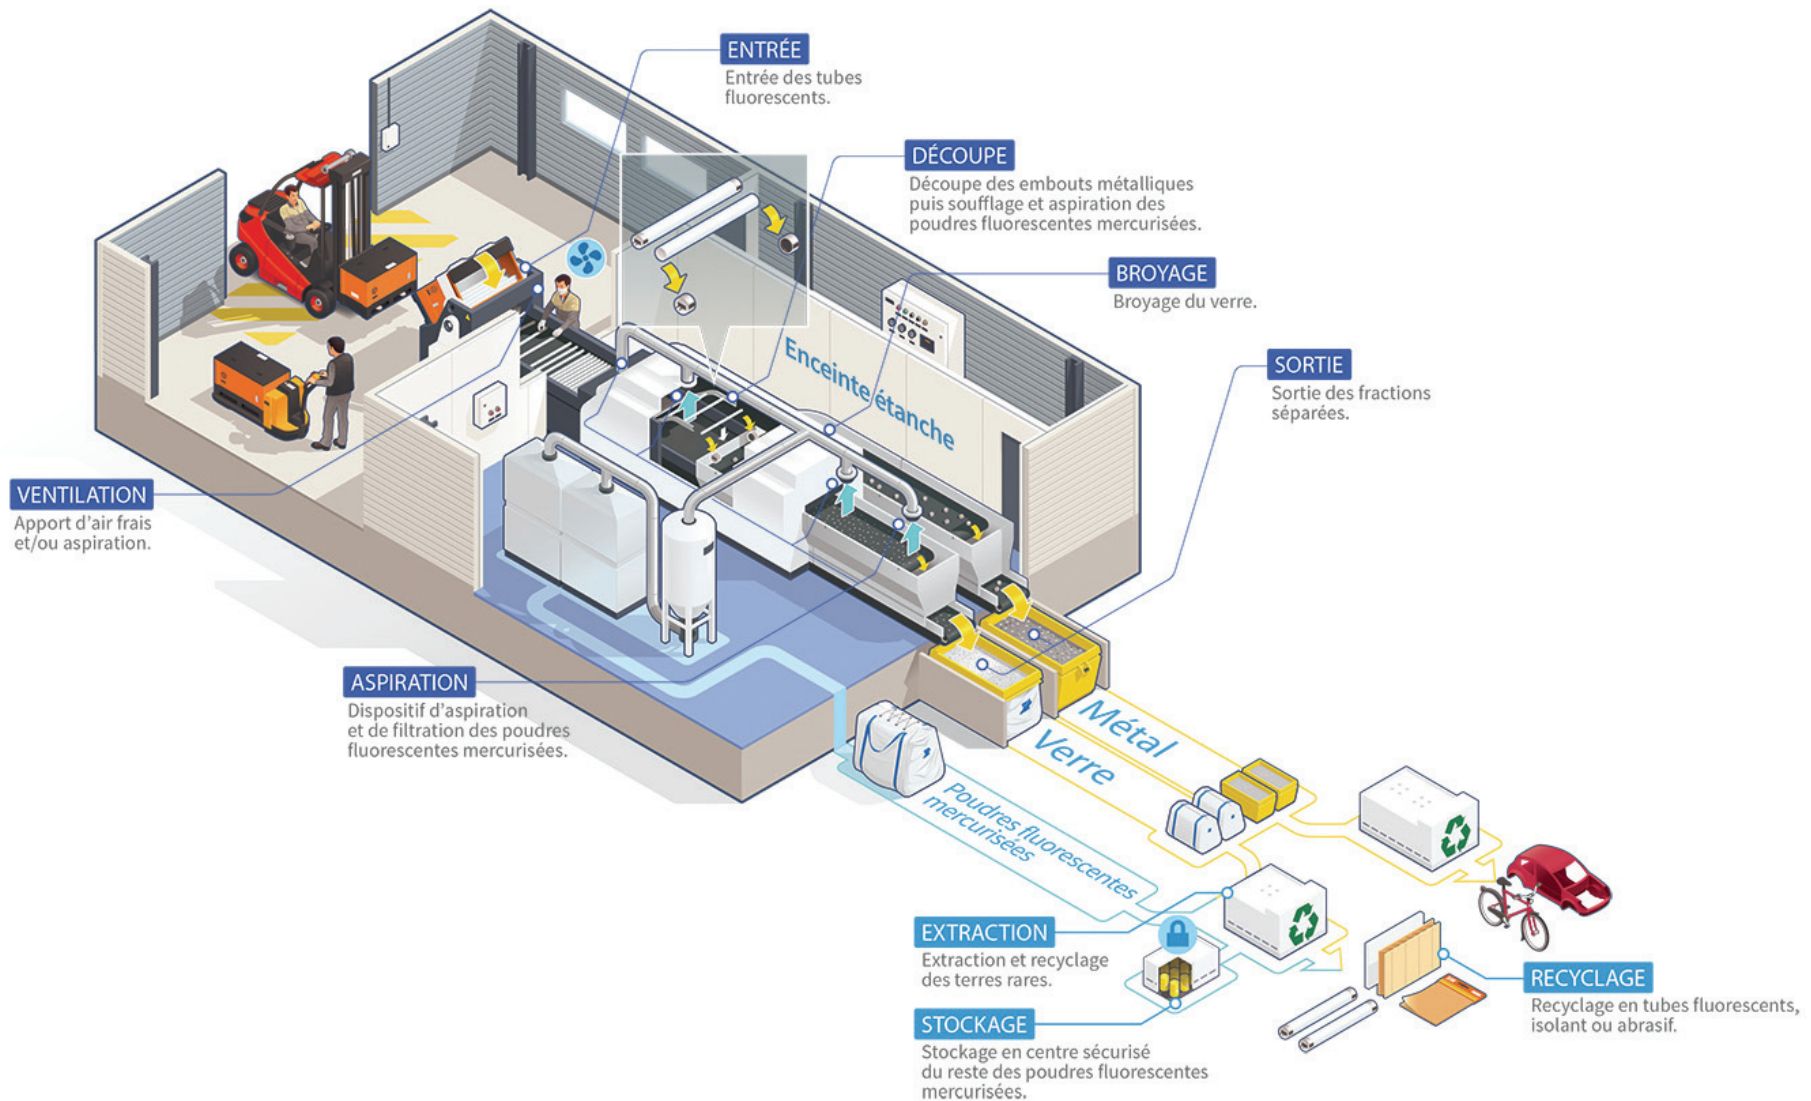 ENTRÉE
Entrée des tubes
fluorescents.
DÉCOUPE
Découpe des embouts métalliques
puis soufflage et aspiration des
poudres fluorescentes mercurisées.
BROYAGE
Broyage du verre.
Enceinte étanche
SORTIE
Sortie des fractions
séparées.
VENTILATION
Apport d’air frais
et/ou aspiration.
ASPIRATION
Dispositif d’aspiration
et de filtration des poudres
fluorescentes mercurisées.
Métal
Verre
Poudres fluorescentes
mercurisées
EXTRACTION
Extraction et recyclage
des terres rares.
RECYCLAGE
Recyclage en tubes fluorescents,
isolant ou abrasif.
STOCKAGE
Stockage en centre sécurisé
du reste des poudres fluorescentes
mercurisées.